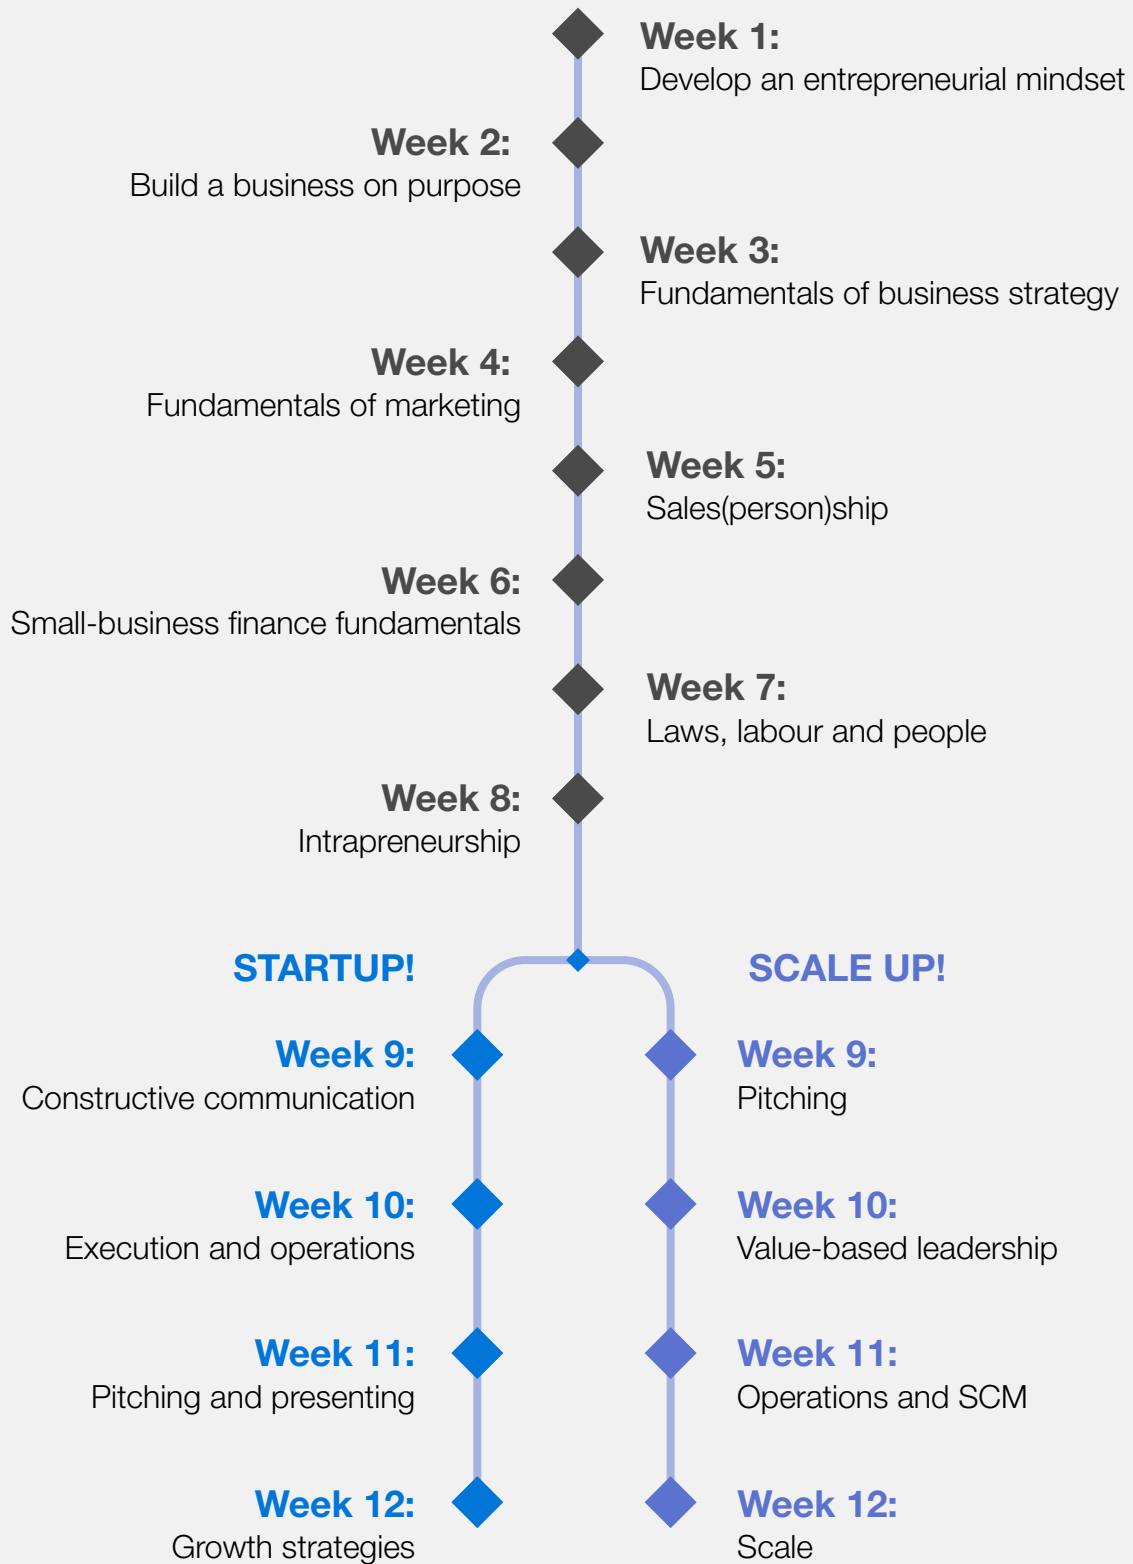 Week 1:
Develop an entrepreneurial mindset
Week 2:
Build a business on purpose
Week 3:
Fundamentals of business strategy
Week 4:
Fundamentals of marketing
Week 5:
Sales(person)ship
Week 6:
Small-business finance fundamentals
Week 7:
Laws, labour and people
Week 8:
Intrapreneurship
STARTUP!
Week 9:
Constructive communication
Week 10:
Execution and operations
Week 11:
Pitching and presenting
Week 12:
Growth strategies
SCALE UP!
Week 9:
Pitching
Week 10:
Value-based leadership
Week 11:
Operations and SCM
Week 12:
Scale